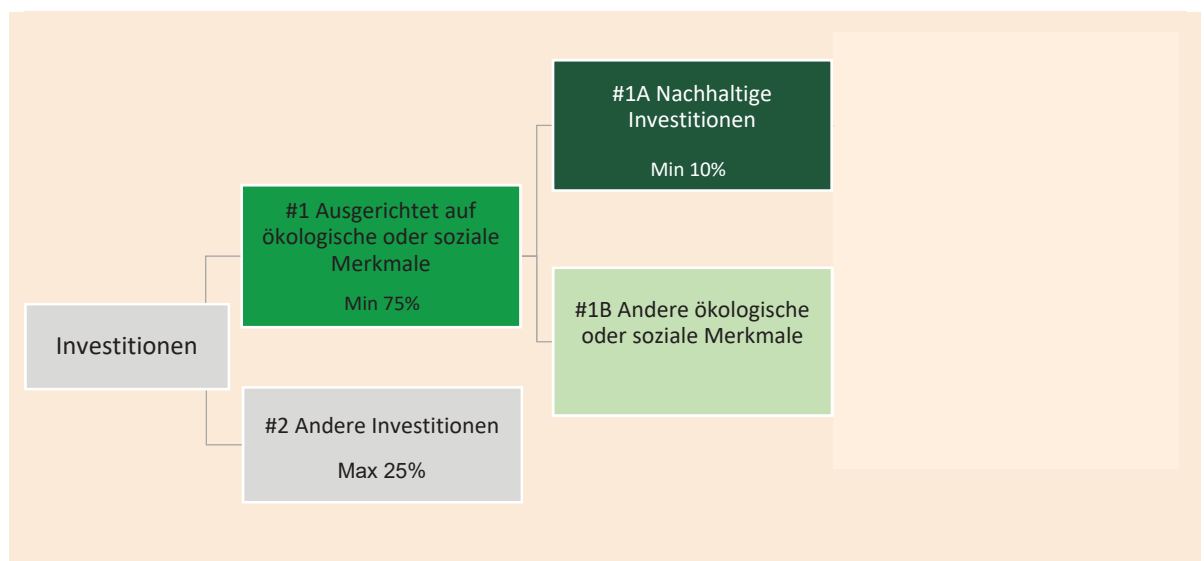 #1A Nachhaltige
Investitionen
Min 10%
#1 Ausgerichtet auf
ökologische oder soziale
Merkmale
Min 75%
#1B Andere ökologische
oder soziale Merkmale
Investitionen
#2 Andere Investitionen
Max 25%